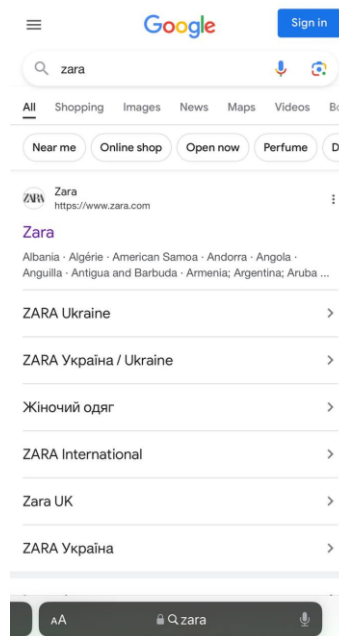 Google
Sign in
zara
All Shopping Images News Maps Videos
Near me Online shop Open now Perfume D
ZARA
Zara
https://www.zara.com
Zara
Albania · Algérie · American Samoa · Andorra · Angola ·
Anguilla · Antigua and Barbuda · Armenia; Argentina; Aruba ...
ZARA Ukraine
ZARA Україна / Ukraine
Жіночий одяг
ZARA International
Zara UK
ZARA Україна
AA zara